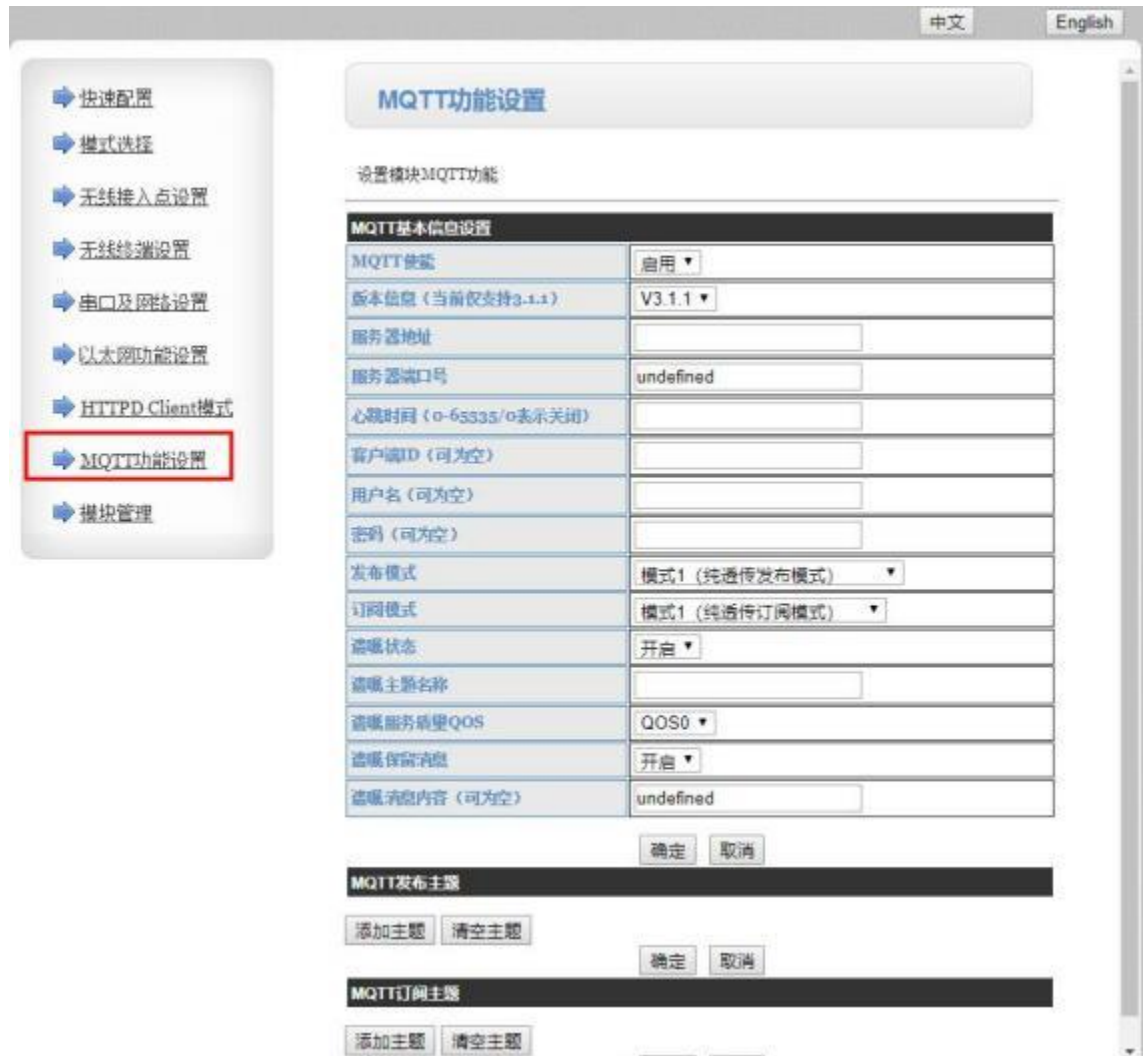 中文 English
快速配置
模式选择
无线接入点设置
无线终端设置
串口及网络设置
以太网功能设置
HTTPD Client模式
MQTT功能设置
模块管理
MQTT功能设置
设置模块MQTT功能
MQTT基本信息设置
MQTT使能 启用
版本信息（当前仅支持3.1.1） V3.1.1
服务器地址
服务器端口号 undefined
心跳时间（0-65535/0表示关闭）
客户端ID（可为空）
用户名（可为空）
密码（可为空）
发布模式 模式1（纯透传发布模式）
订阅模式 模式1（纯透传订阅模式）
遗嘱状态 开启
遗嘱主题名称
遗嘱服务质量QOS QOS0
遗嘱保留消息 开启
遗嘱消息内容（可为空） undefined
确定 取消
MQTT发布主题
添加主题 清空主题
确定 取消
MQTT订阅主题
添加主题 清空主题